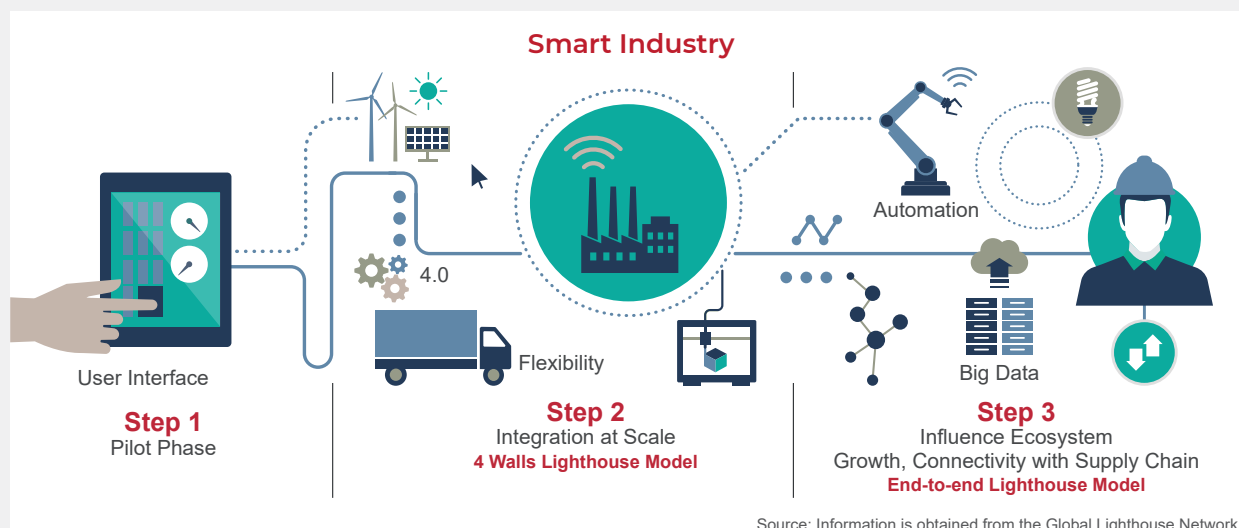 Smart Industry
Automation
4.0
Flexibility
User Interface
Big Data
Step 1
Pilot Phase
Step 2
Integration at Scale
4 Walls Lighthouse Model
Step 3
Influence Ecosystem
Growth, Connectivity with Supply Chain
End-to-end Lighthouse Model
Source: Information is obtained from the Global Lighthouse Network